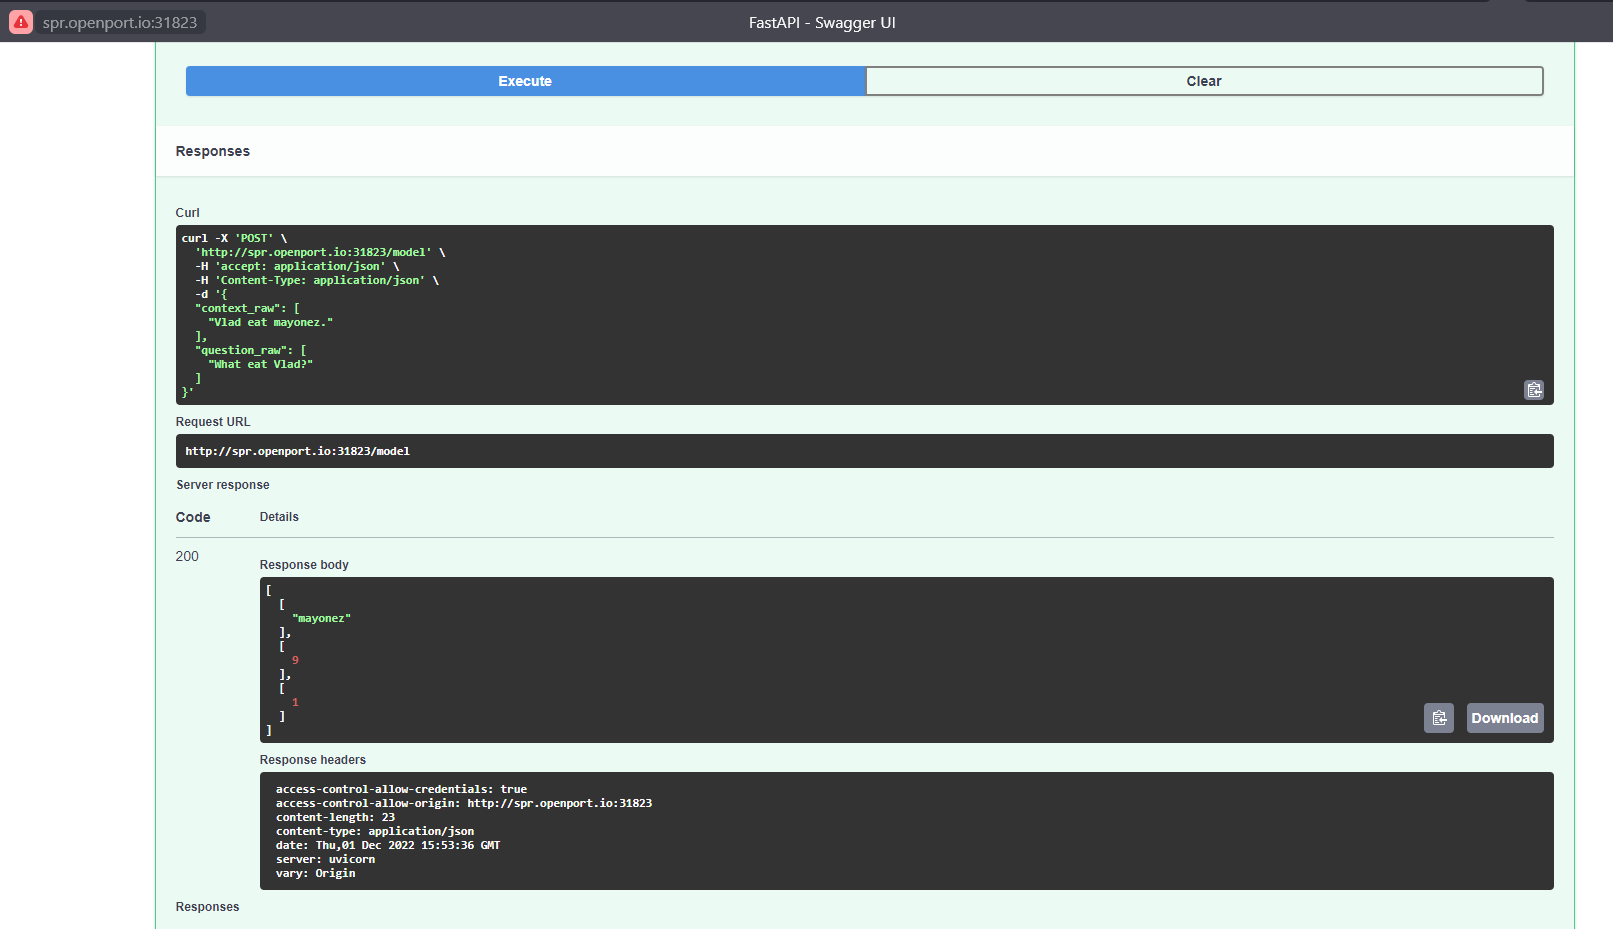 spr.openport.io:31823
FastAPI - Swagger UI
Execute
Clear
Responses
Curl
curl -X 'POST' \
  'http://spr.openport.io:31823/model' \
  -H 'accept: application/json' \
  -H 'Content-Type: application/json' \
  -d '{
  "context_raw": [
    "Vlad eat mayonez."
  ],
  "question_raw": [
    "What eat Vlad?"
  ]
}'
Request URL
http://spr.openport.io:31823/model
Server response
Code Details
200
Response body
[
  [
    "mayonez"
  ],
  [
    9
  ],
  [
    1
  ]
]
Download
Response headers
access-control-allow-credentials: true
access-control-allow-origin: http://spr.openport.io:31823
content-length: 23
content-type: application/json
date: Thu,01 Dec 2022 15:53:36 GMT
server: uvicorn
vary: Origin
Responses